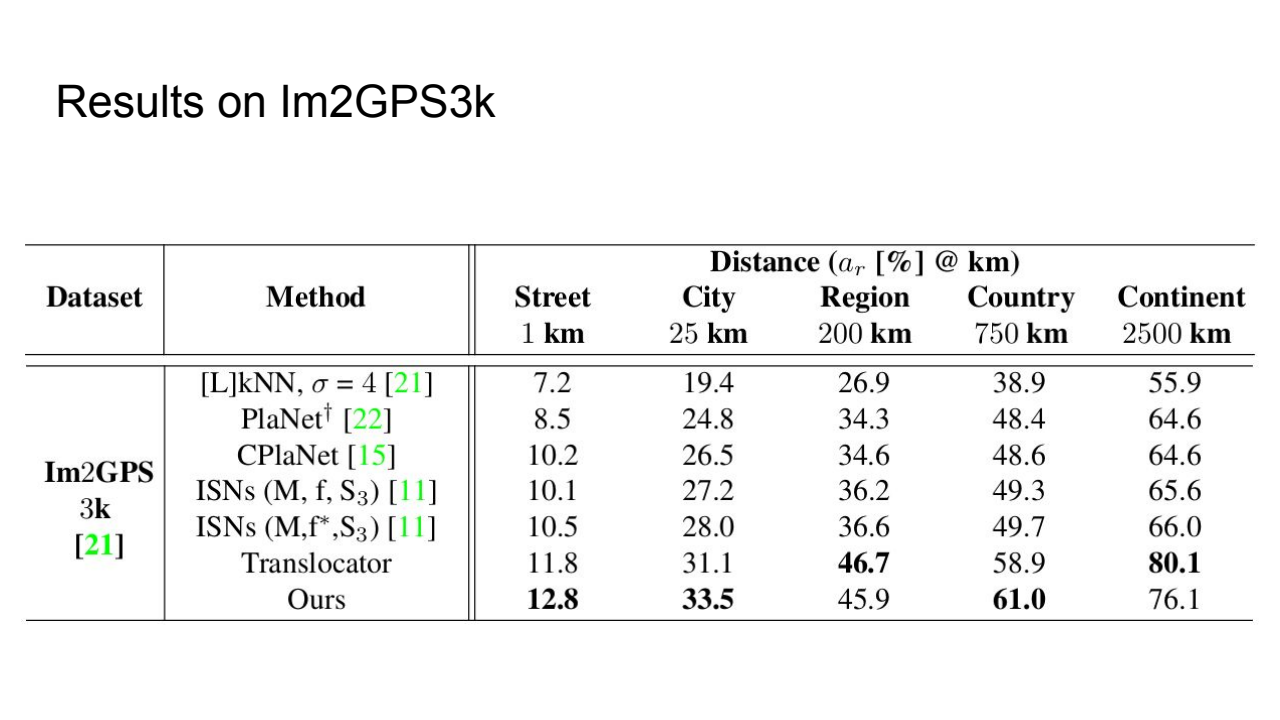 Results on Im2GPS3k
Distance (a_r [%] @ km)
Dataset Method Street City Region Country Continent
1 km 25 km 200 km 750 km 2500 km
[L]kNN, σ = 4 [21] 7.2 19.4 26.9 38.9 55.9
PlaNet† [22] 8.5 24.8 34.3 48.4 64.6
CPlaNet [15] 10.2 26.5 34.6 48.6 64.6
Im2GPS
ISNs (M, f, S₃) [11] 10.1 27.2 36.2 49.3 65.6
3k
ISNs (M,f*,S₃) [11] 10.5 28.0 36.6 49.7 66.0
[21]
Translocator 11.8 31.1 46.7 58.9 80.1
Ours 12.8 33.5 45.9 61.0 76.1